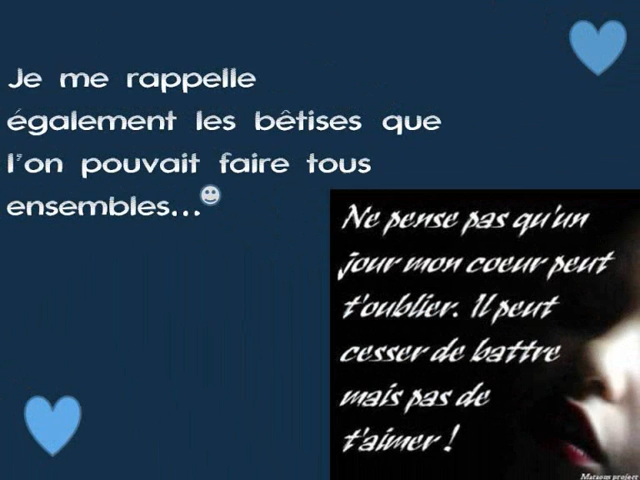 Je me rappelle
également les bêtises que
l'on pouvait faire tous
ensembles...
Ne pense pas qu'un
jour mon coeur peut
t'oublier. Il peut
cesser de battre
mais pas de
t'aimer !